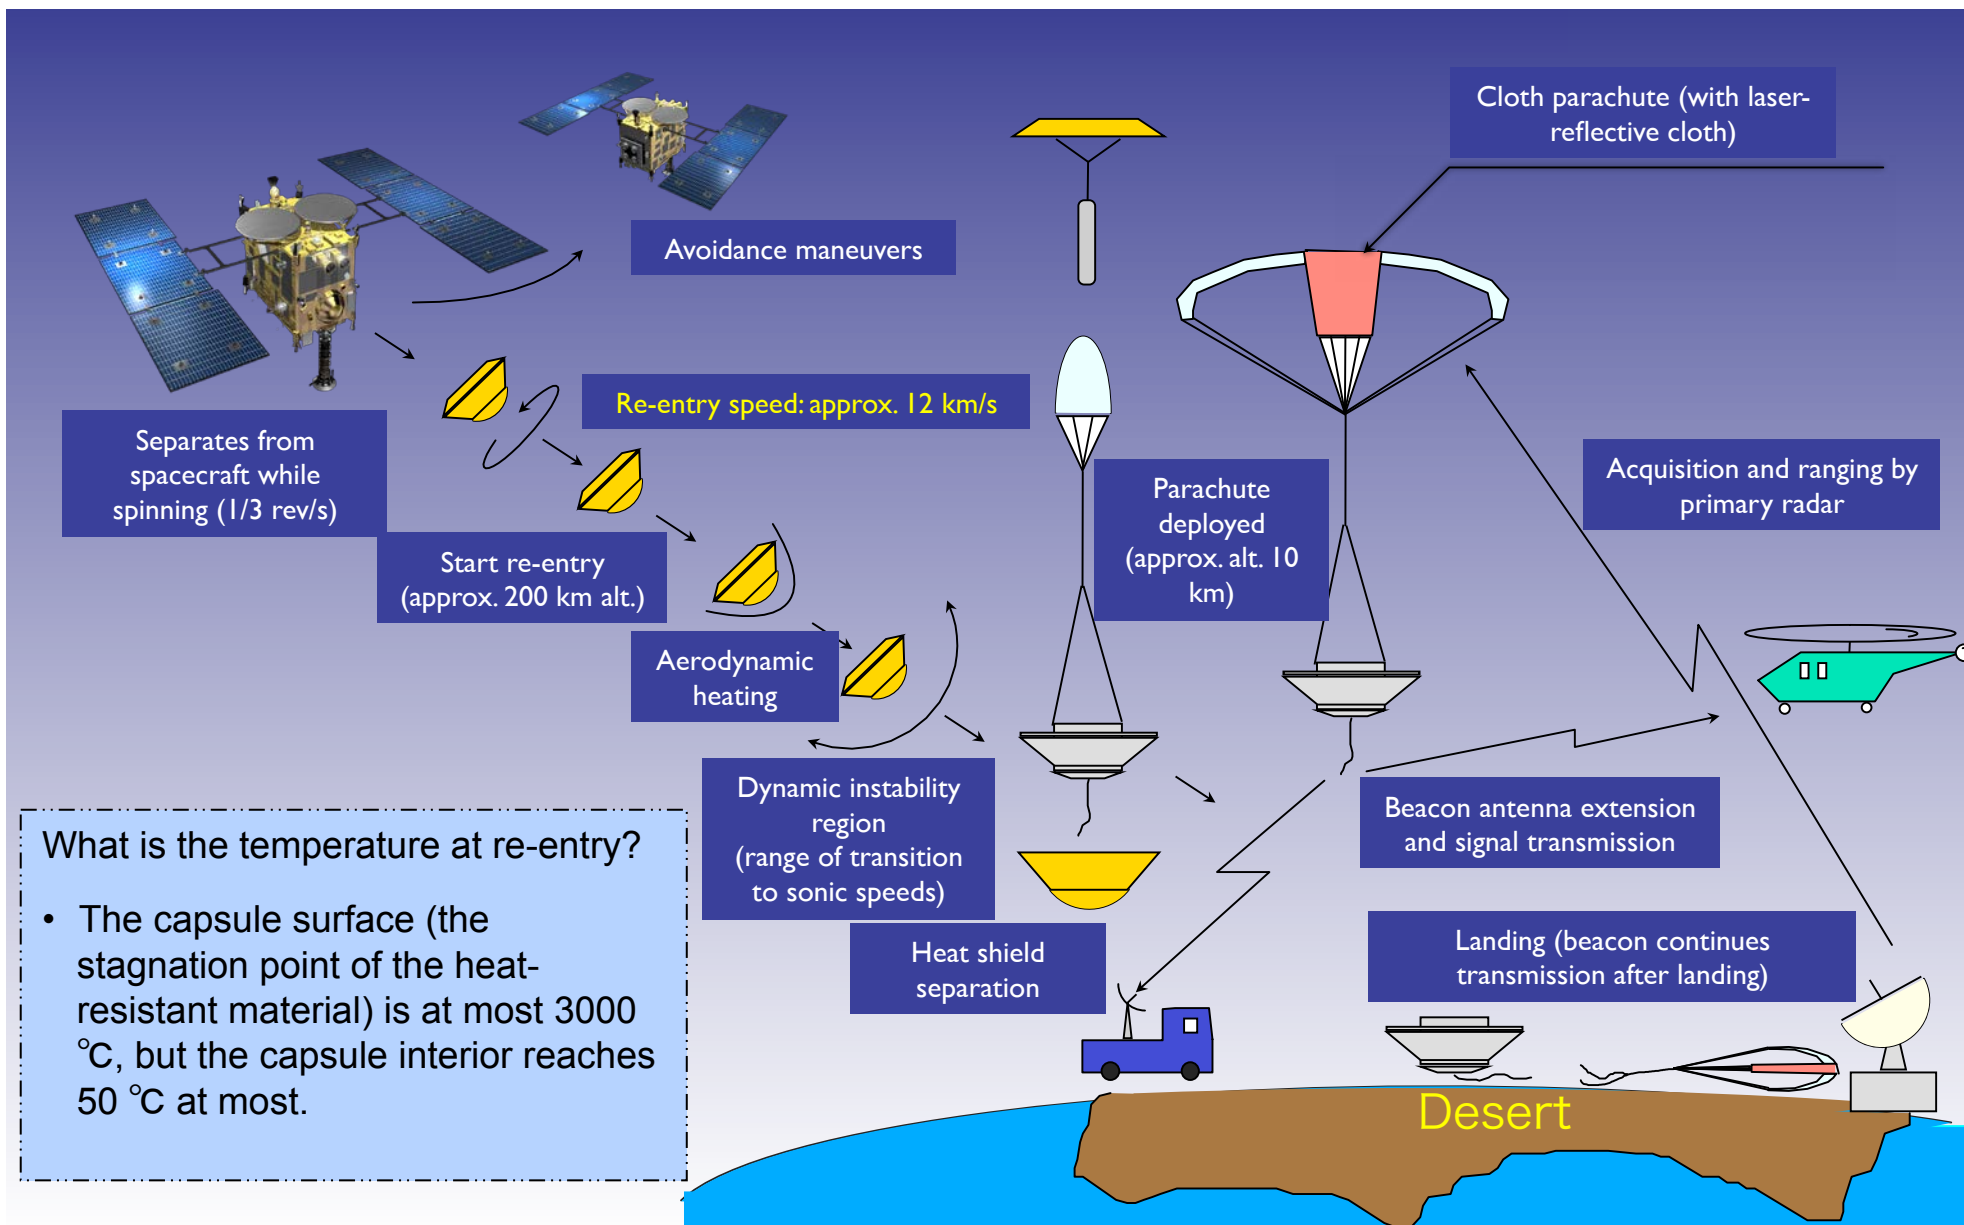 Cloth parachute (with laser-
reflective cloth)
Avoidance maneuvers
Re-entry speed: approx. 12 km/s
Separates from
spacecraft while
spinning (1/3 rev/s)
Parachute
deployed
(approx. alt. 10
km)
Acquisition and ranging by
primary radar
Start re-entry
(approx. 200 km alt.)
Aerodynamic
heating
Dynamic instability
region
(range of transition
to sonic speeds)
Beacon antenna extension
and signal transmission
Heat shield
separation
Landing (beacon continues
transmission after landing)
What is the temperature at re-entry?
• The capsule surface (the
stagnation point of the heat-
resistant material) is at most 3000
℃, but the capsule interior reaches
50 ℃ at most.
Desert